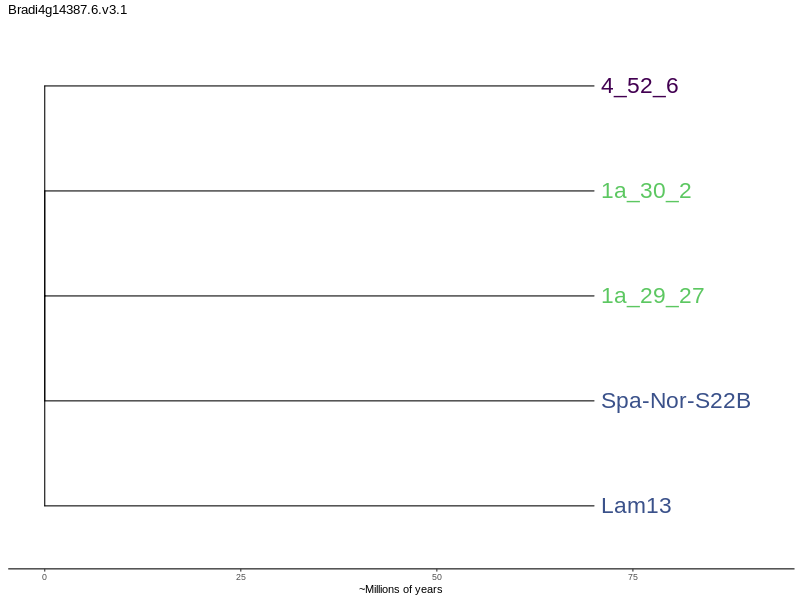 Bradi4g14387.6.v3.1
4_52_6
1a_30_2
1a_29_27
Spa-Nor-S22B
Lam13
0 25 50 75
~Millions of years